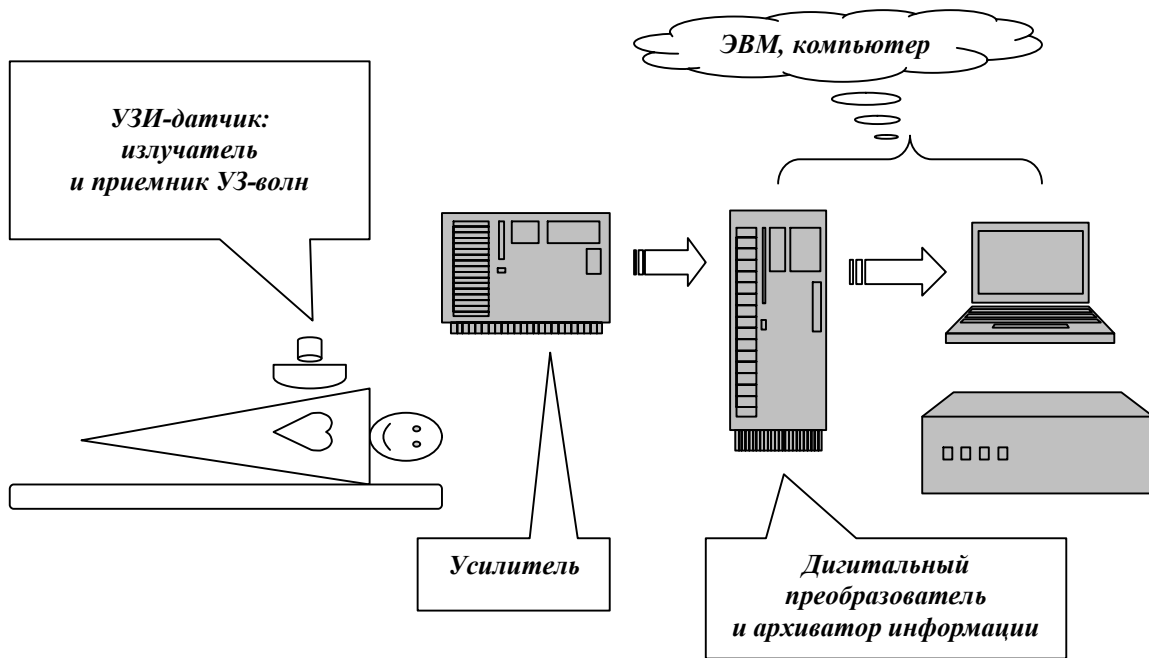 ЭВМ, компьютер
УЗИ-датчик:
излучатель
и приемник УЗ-волн
Усилитель
Дигитальный
преобразователь
и архиватор информации